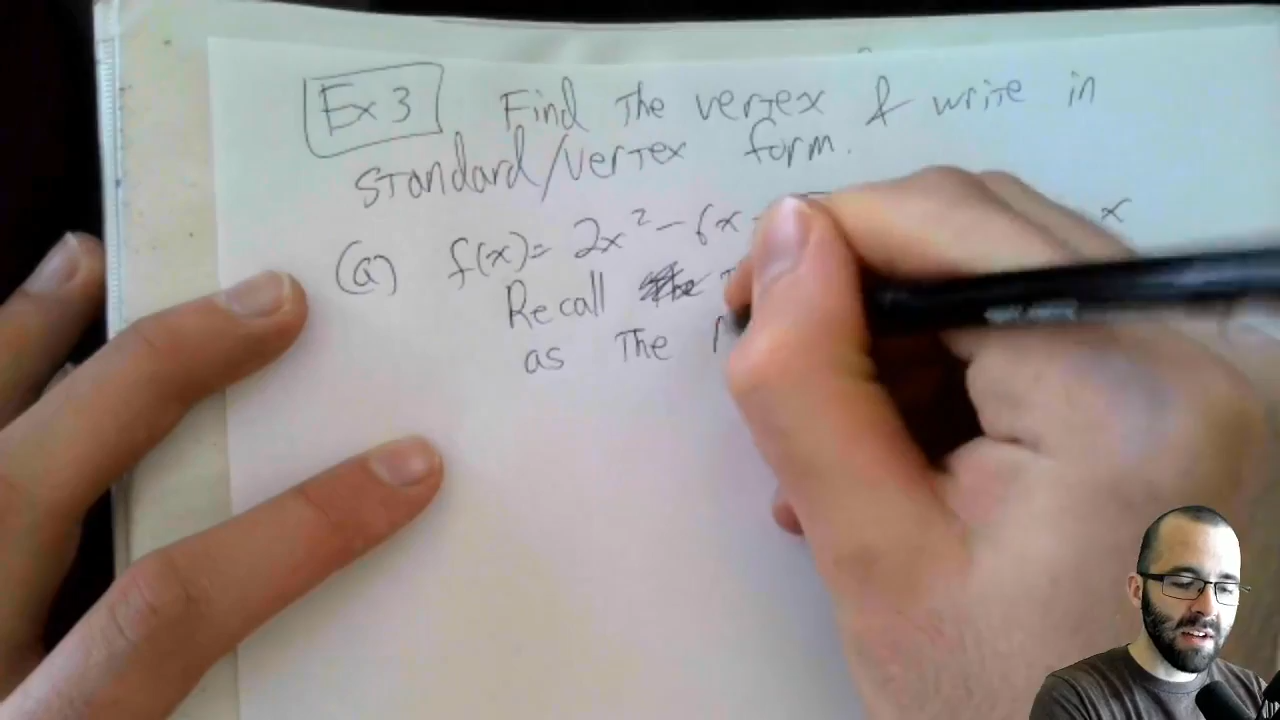 Ex 3 Find The vertex & write in
standard/vertex form.
(a) f(x)= 2x² - 6x x
Recall
as The